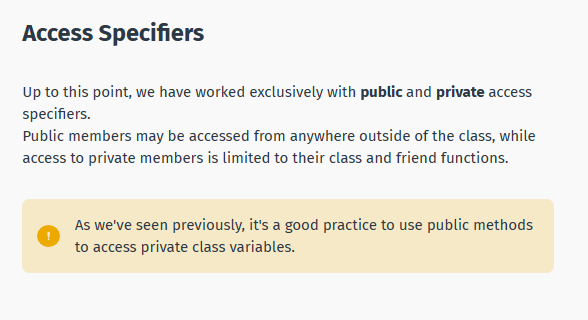 Access Specifiers
Up to this point, we have worked exclusively with public and private access
specifiers.
Public members may be accessed from anywhere outside of the class, while
access to private members is limited to their class and friend functions.
As we've seen previously, it's a good practice to use public methods
to access private class variables.